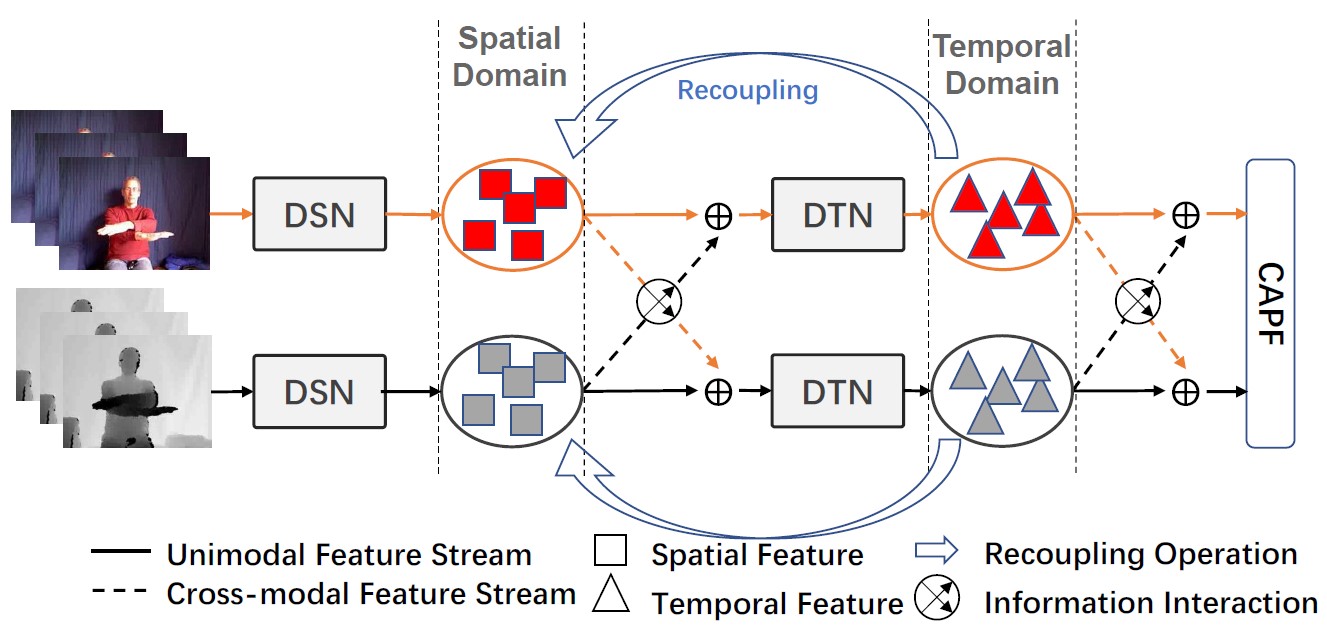 Spatial
Domain
Temporal
Domain
Recoupling
DSN
DTN
CAPF
DSN
DTN
Unimodal Feature Stream
Spatial Feature
Recoupling Operation
Cross-modal Feature Stream
Temporal Feature
Information Interaction